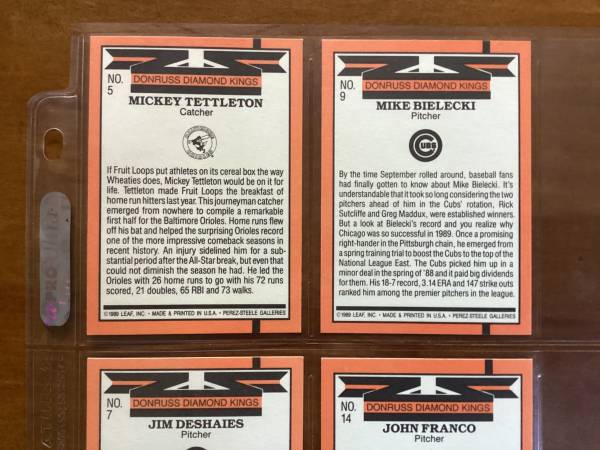 NO.
5
DONRUSS DIAMOND KINGS
MICKEY TETTLETON
Catcher
If Fruit Loops put athletes on its cereal box the way
Wheaties does, Mickey Tettleton would be on it for
life. Tettleton made Fruit Loops the breakfast of
home run hitters last year. This journeyman catcher
emerged from nowhere to compile a remarkable
first half for the Baltimore Orioles. Home runs flew
off his bat and helped the surprising Orioles record
one of the more impressive comeback seasons in
recent history. An injury sidelined him for a sub-
stantial period after the All-Star break, but even that
could not diminish the season he had. He led the
Orioles with 26 home runs to go with his 72 runs
scored, 21 doubles, 65 RBI and 73 walks.
© 1989 LEAF, INC. • MADE & PRINTED IN U.S.A. • PEREZ-STEELE GALLERIES
NO.
9
DONRUSS DIAMOND KINGS
MIKE BIELECKI
Pitcher
CUBS
By the time September rolled around, baseball fans
had finally gotten to know about Mike Bielecki. It's
understandable that it took so long considering the two
pitchers ahead of him in the Cubs' rotation, Rick
Sutcliffe and Greg Maddux, were established winners.
But a look at Bielecki's record and you realize why
Chicago was so successful in 1989. Once a promising
right-hander in the Pittsburgh chain, he emerged from
a spring training trial to boost the Cubs to the top of the
National League East. The Cubs picked him up in a
minor deal in the spring of '88 and it paid big dividends
for them. His 18-7 record, 3.14 ERA and 147 strike outs
ranked him among the premier pitchers in the league.
© 1989 LEAF, INC. • MADE & PRINTED IN U.S.A. • PEREZ-STEELE GALLERIES
NO.
7
DONRUSS DIAMOND KINGS
JIM DESHAIES
Pitcher
NO.
14
DONRUSS DIAMOND KINGS
JOHN FRANCO
Pitcher